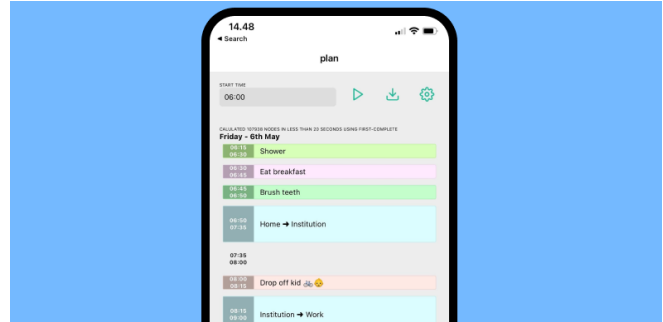 14.48
◂ Search
plan
START TIME
06:00
CALULATED 107936 NODES IN LESS THAN 23 SECONDS USING FIRST-COMPLETE
Friday - 6th May
06:15
06:30
Shower
06:30
06:45
Eat breakfast
06:45
06:50
Brush teeth
06:50
07:35
Home ➔ Institution
07:35
08:00
08:00
08:15
Drop off kid 🚲👶
08:15
09:00
Institution ➔ Work